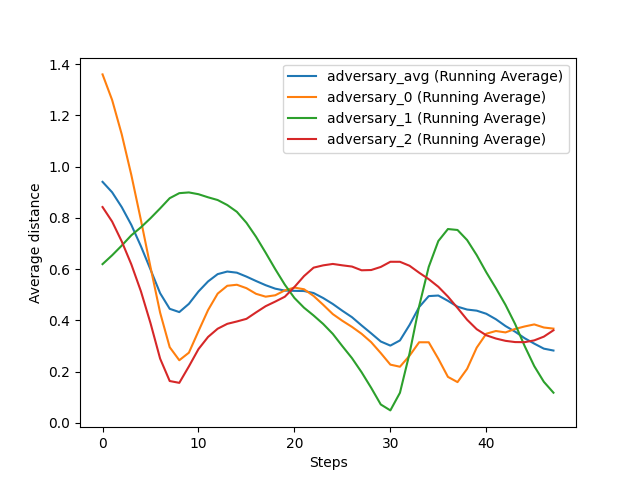 1.4
1.2
1.0
0.8
0.6
0.4
0.2
0.0
Average distance
adversary_avg (Running Average)
adversary_0 (Running Average)
adversary_1 (Running Average)
adversary_2 (Running Average)
0 10 20 30 40
Steps